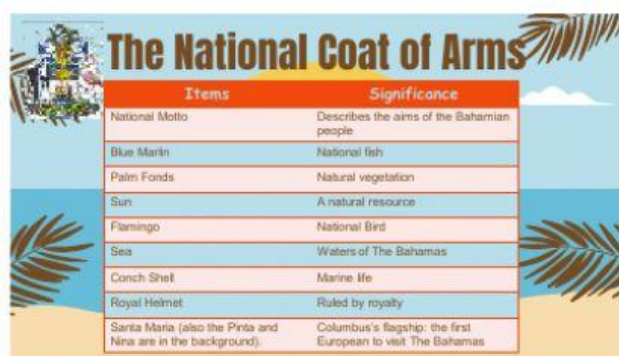 The National Coat of Arms
Items Significance
National Motto Describes the aims of the Bahamian
people
Blue Marlin National fish
Palm Fonds Natural vegetation
Sun A natural resource
Flamingo National Bird
Sea Waters of The Bahamas
Conch Shell Marine life
Royal Helmet Ruled by royalty
Santa Maria (also the Pinta and Columbus's flagship: the first
Nina are in the background). European to visit The Bahamas